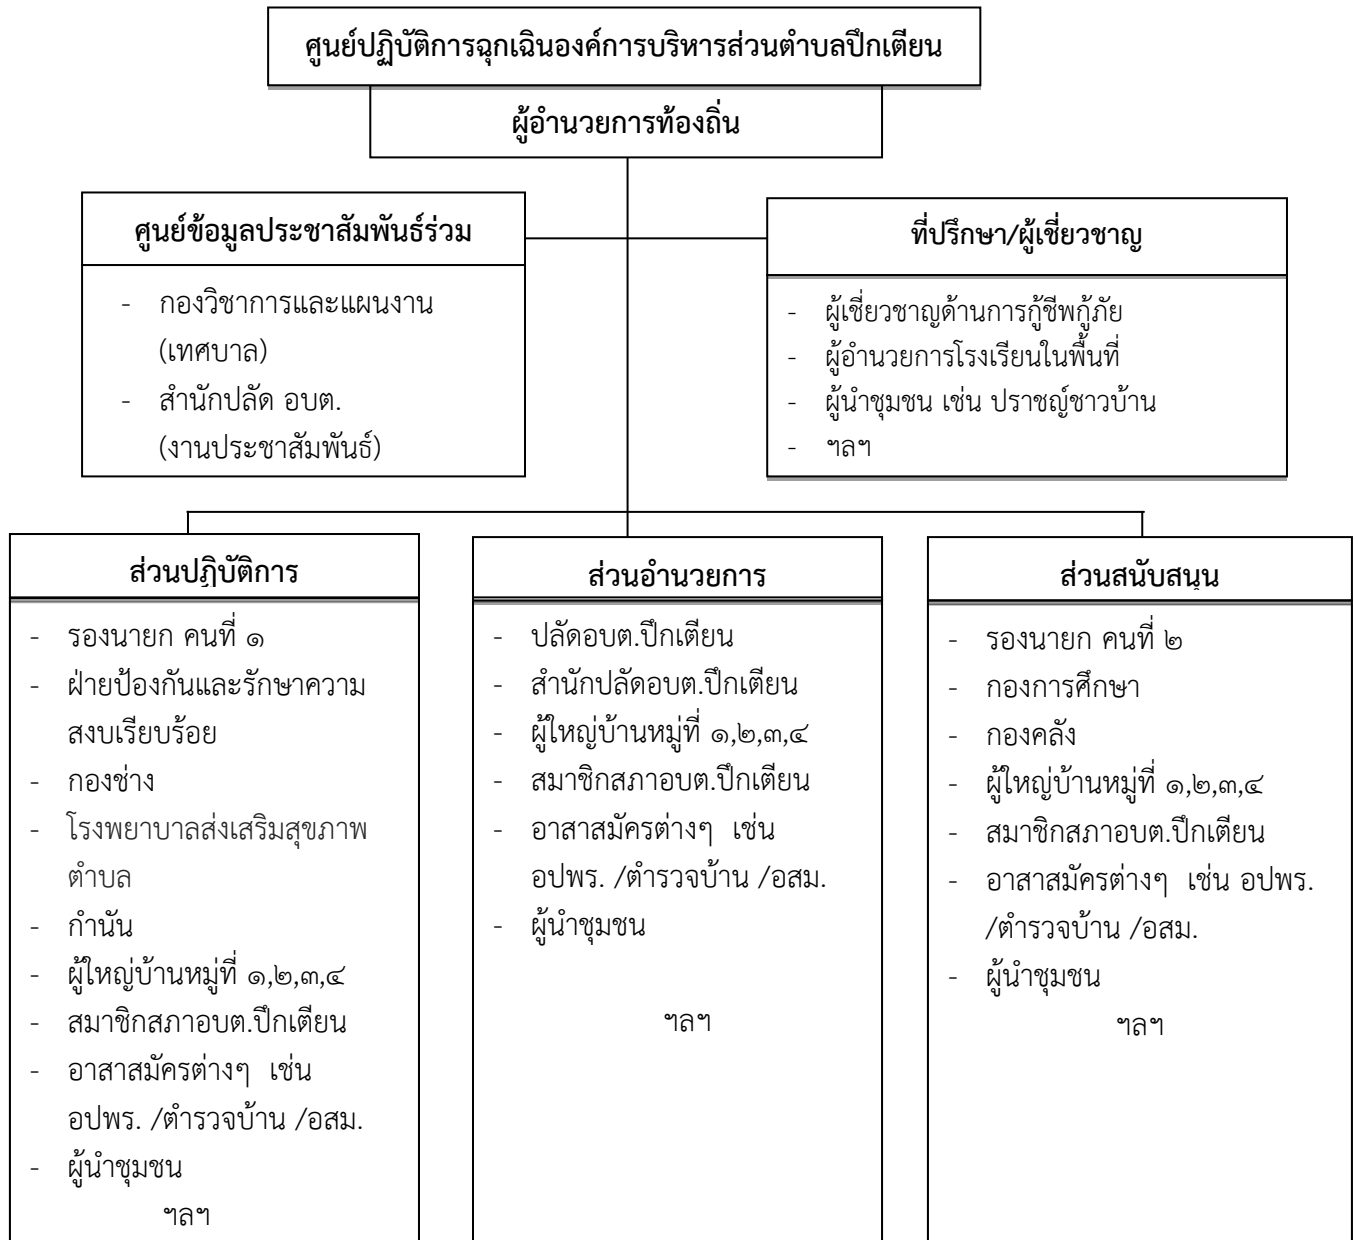 ศูนย์ปฏิบัติการฉุกเฉินองค์การบริหารส่วนตำบลปึกเตียน
ผู้อำนวยการท้องถิ่น
ศูนย์ข้อมูลประชาสัมพันธ์ร่วม
- กองวิชาการและแผนงาน
(เทศบาล)
- สำนักปลัด อบต.
(งานประชาสัมพันธ์)
ที่ปรึกษา/ผู้เชี่ยวชาญ
- ผู้เชี่ยวชาญด้านการกู้ชีพกู้ภัย
- ผู้อำนวยการโรงเรียนในพื้นที่
- ผู้นำชุมชน เช่น ปราชญ์ชาวบ้าน
- ฯลฯ
ส่วนปฏิบัติการ
- รองนายก คนที่ ๑
- ฝ่ายป้องกันและรักษาความ
สงบเรียบร้อย
- กองช่าง
- โรงพยาบาลส่งเสริมสุขภาพ
ตำบล
- กำนัน
- ผู้ใหญ่บ้านหมู่ที่ ๑,๒,๓,๔
- สมาชิกสภาอบต.ปึกเตียน
- อาสาสมัครต่างๆ เช่น
อปพร. /ตำรวจบ้าน /อสม.
- ผู้นำชุมชน
ฯลฯ
ส่วนอำนวยการ
- ปลัดอบต.ปึกเตียน
- สำนักปลัดอบต.ปึกเตียน
- ผู้ใหญ่บ้านหมู่ที่ ๑,๒,๓,๔
- สมาชิกสภาอบต.ปึกเตียน
- อาสาสมัครต่างๆ เช่น
อปพร. /ตำรวจบ้าน /อสม.
- ผู้นำชุมชน
ฯลฯ
ส่วนสนับสนุน
- รองนายก คนที่ ๒
- กองการศึกษา
- กองคลัง
- ผู้ใหญ่บ้านหมู่ที่ ๑,๒,๓,๔
- สมาชิกสภาอบต.ปึกเตียน
- อาสาสมัครต่างๆ เช่น อปพร.
/ตำรวจบ้าน /อสม.
- ผู้นำชุมชน
ฯลฯ